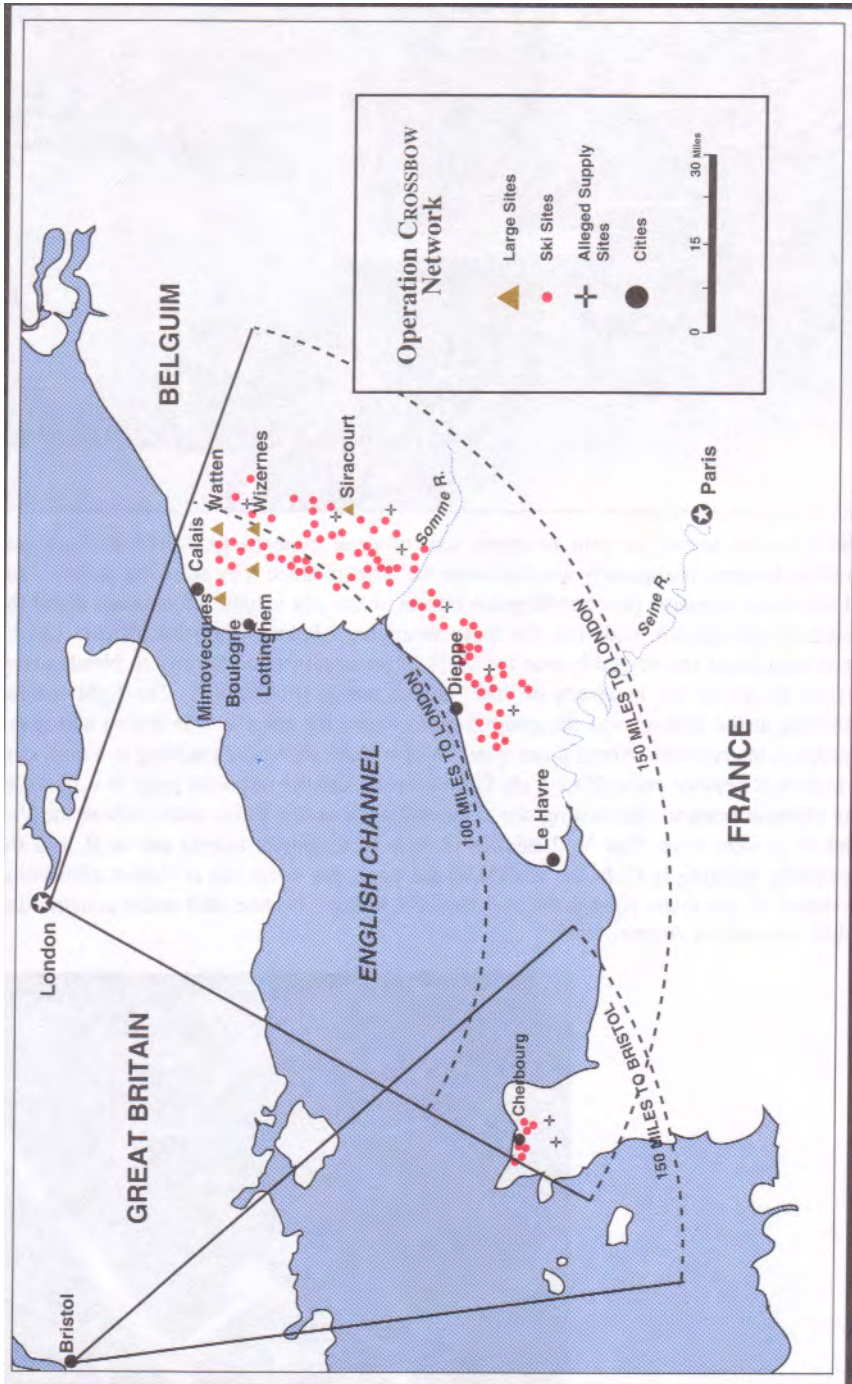 Bristol
London
GREAT BRITAIN
BELGUIM
Calais
Watten
Mimovecques
Boulogne
Wizernes
Lottinghem
Siracourt
ENGLISH CHANNEL
Somme R.
100 MILES TO LONDON
Dieppe
Cherbourg
Le Havre
150 MILES TO LONDON
150 MILES TO BRISTOL
Seine R.
Paris
FRANCE
Operation CROSSBOW
Network
Large Sites
Ski Sites
Alleged Supply
Sites
Cities
0 15 30 Miles